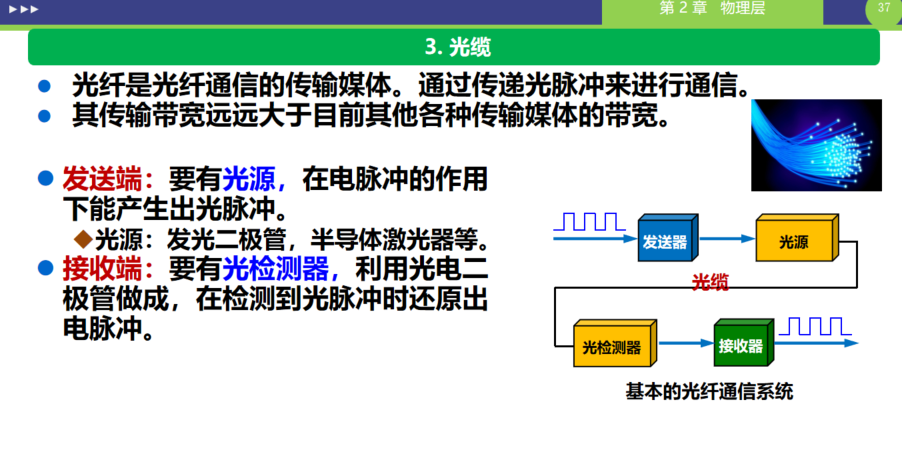 第 2 章 物理层
37
3. 光缆
光纤是光纤通信的传输媒体。通过传递光脉冲来进行通信。
其传输带宽远远大于目前其他各种传输媒体的带宽。
发送端：要有光源，在电脉冲的作用
下能产生出光脉冲。
光源：发光二极管，半导体激光器等。
接收端：要有光检测器，利用光电二
极管做成，在检测到光脉冲时还原出
电脉冲。
发送器
光源
光缆
光检测器
接收器
基本的光纤通信系统